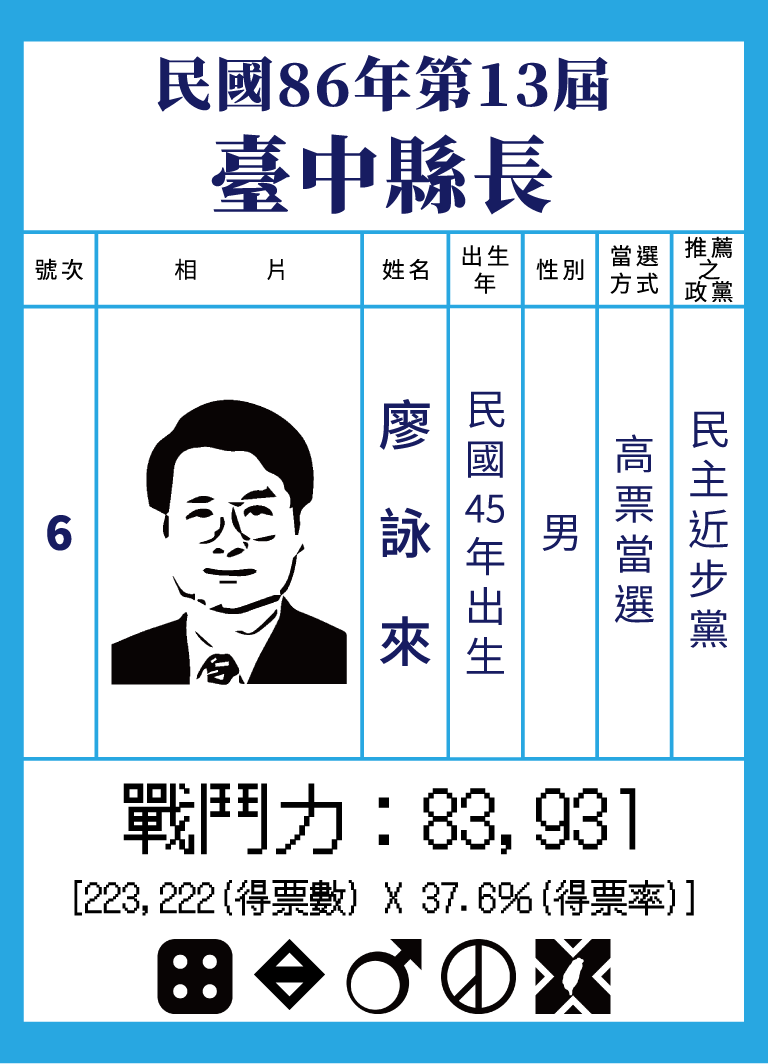 民國86年第13屆
臺中縣長
號次
相片
姓名
出生
年
性別
當選
方式
推薦
之
政黨
6
廖詠來
民國45年出生
男
高票當選
民主近步黨
戰鬥力：83,931
[223,222(得票數) X 37.6%(得票率)]